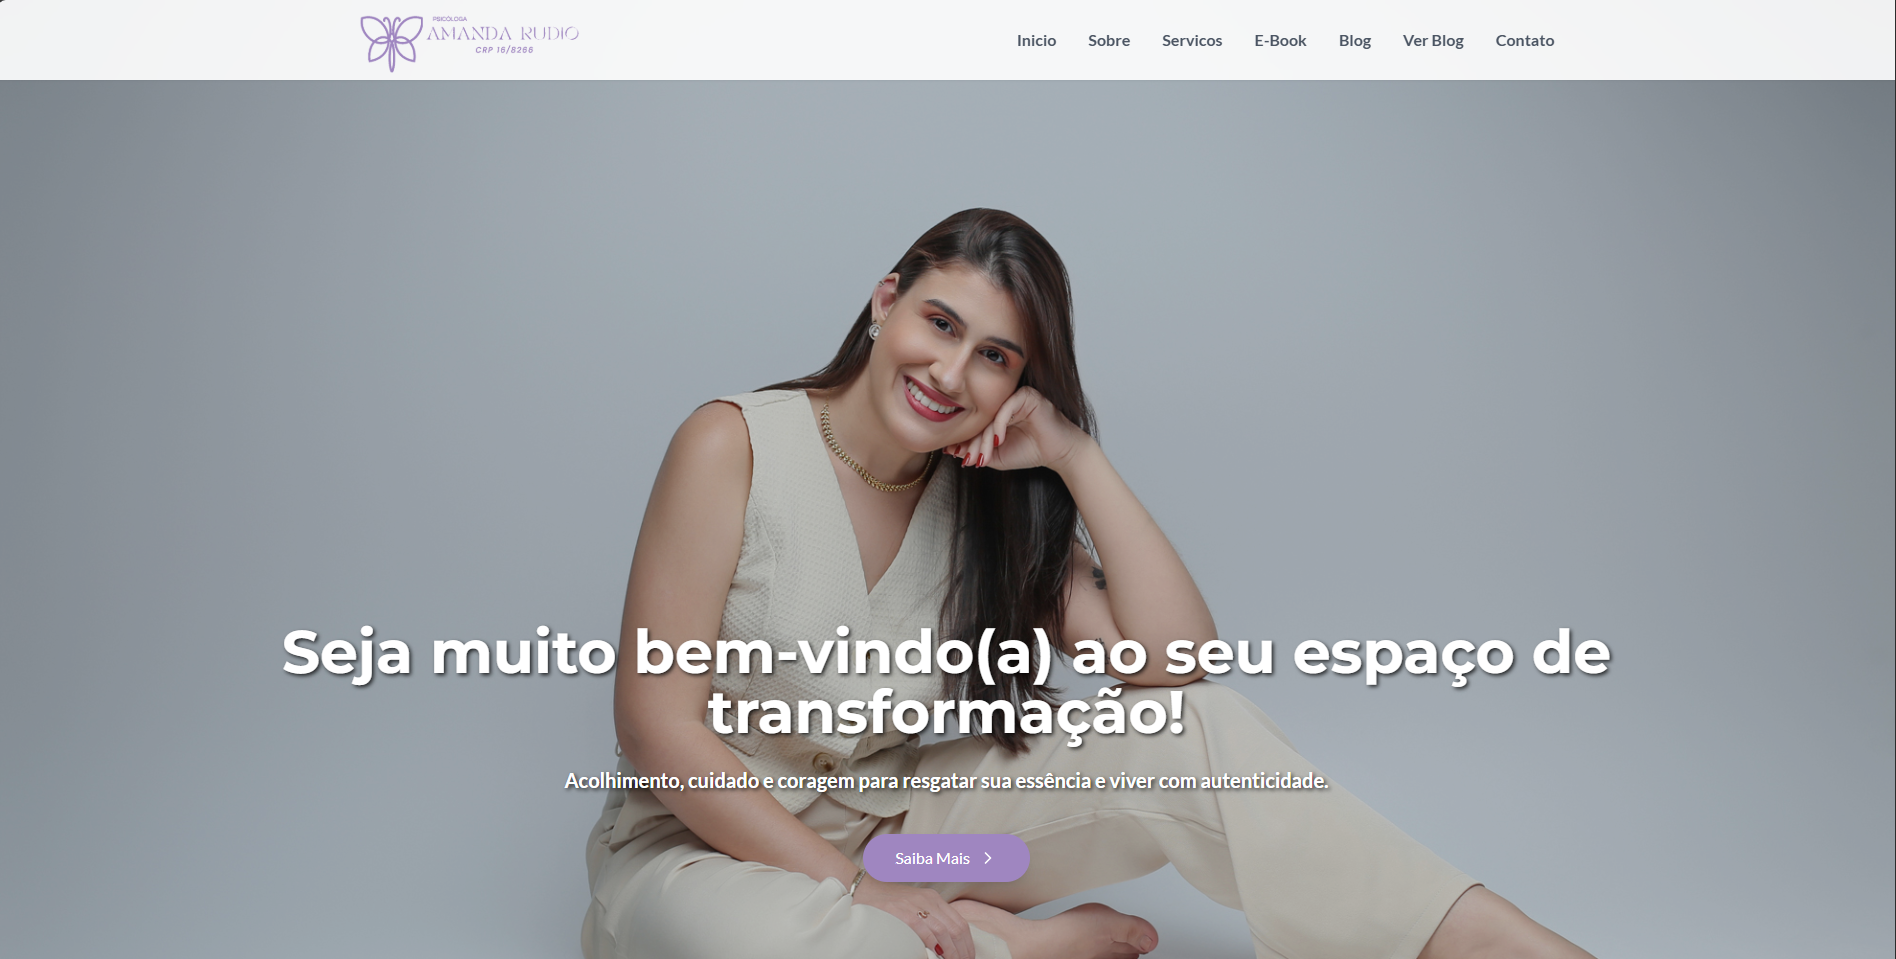 PSICÓLOGA
AMANDA RUDIO
CRP 16/8266
Inicio Sobre Servicos E-Book Blog Ver Blog Contato
Seja muito bem-vindo(a) ao seu espaço de
transformação!
Acolhimento, cuidado e coragem para resgatar sua essência e viver com autenticidade.
Saiba Mais